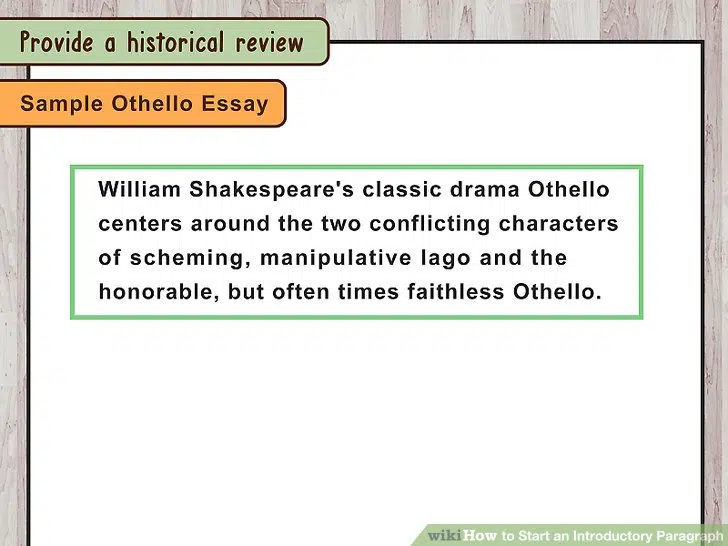 Provide a historical review
Sample Othello Essay
William Shakespeare's classic drama Othello
centers around the two conflicting characters
of scheming, manipulative Iago and the
honorable, but often times faithless Othello.
wikiHow to Start an Introductory Paragraph